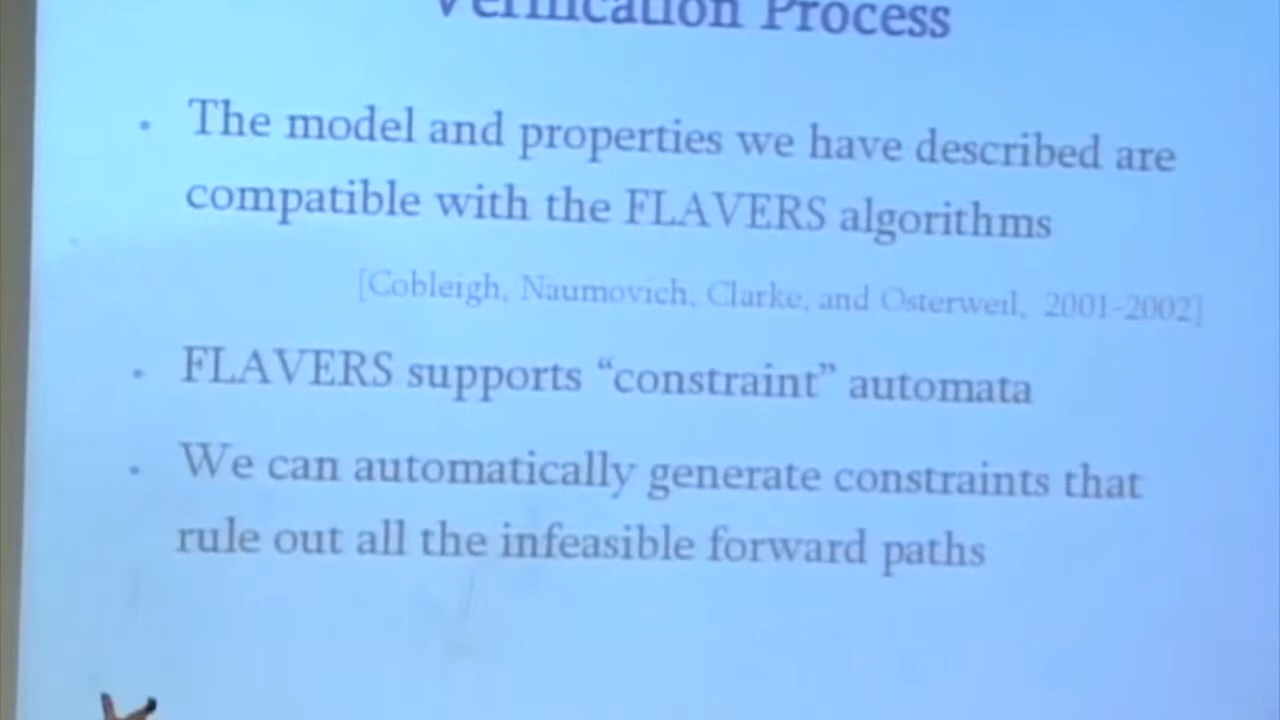 Verification Process
• The model and properties we have described are
compatible with the FLAVERS algorithms
[Cobleigh, Naumovich, Clarke, and Osterweil, 2001-2002]
• FLAVERS supports “constraint” automata
• We can automatically generate constraints that
rule out all the infeasible forward paths